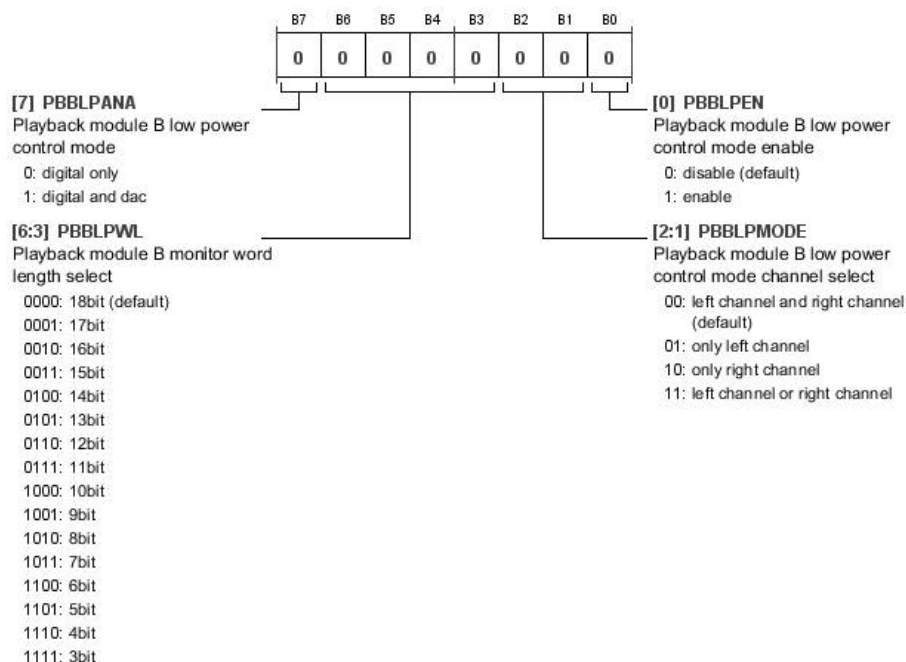 B7 B6 B5 B4 B3 B2 B1 B0
0 0 0 0 0 0 0 0
[7] PBBLPANA
Playback module B low power
control mode
0: digital only
1: digital and dac
[6:3] PBBLPWL
Playback module B monitor word
length select
0000: 18bit (default)
0001: 17bit
0010: 16bit
0011: 15bit
0100: 14bit
0101: 13bit
0110: 12bit
0111: 11bit
1000: 10bit
1001: 9bit
1010: 8bit
1011: 7bit
1100: 6bit
1101: 5bit
1110: 4bit
1111: 3bit
[0] PBBLPEN
Playback module B low power
control mode enable
0: disable (default)
1: enable
[2:1] PBBLPMODE
Playback module B low power
control mode channel select
00: left channel and right channel
(default)
01: only left channel
10: only right channel
11: left channel or right channel